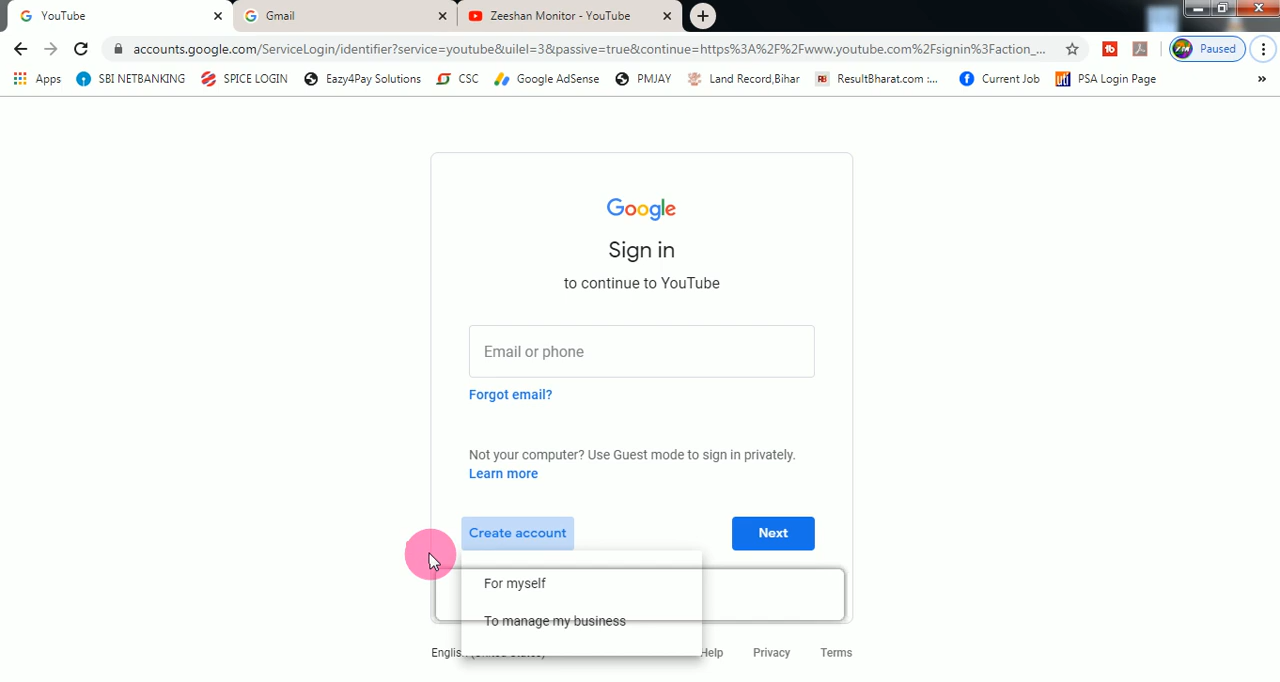 YouTube
Gmail
Zeeshan Monitor - YouTube
accounts.google.com/ServiceLogin/identifier?service=youtube&uilel=3&passive=true&continue=https%3A%2F%2Fwww.youtube.com%2Fsignin%3Faction_...
Paused
Apps SBI NETBANKING SPICE LOGIN Eazy4Pay Solutions CSC Google AdSense PMJAY Land Record,Bihar ResultBharat.com :... Current Job PSA Login Page »
Google
Sign in
to continue to YouTube
Email or phone
Forgot email?
Not your computer? Use Guest mode to sign in privately.
Learn more
Create account Next
For myself
To manage my business
English (United States) Help Privacy Terms